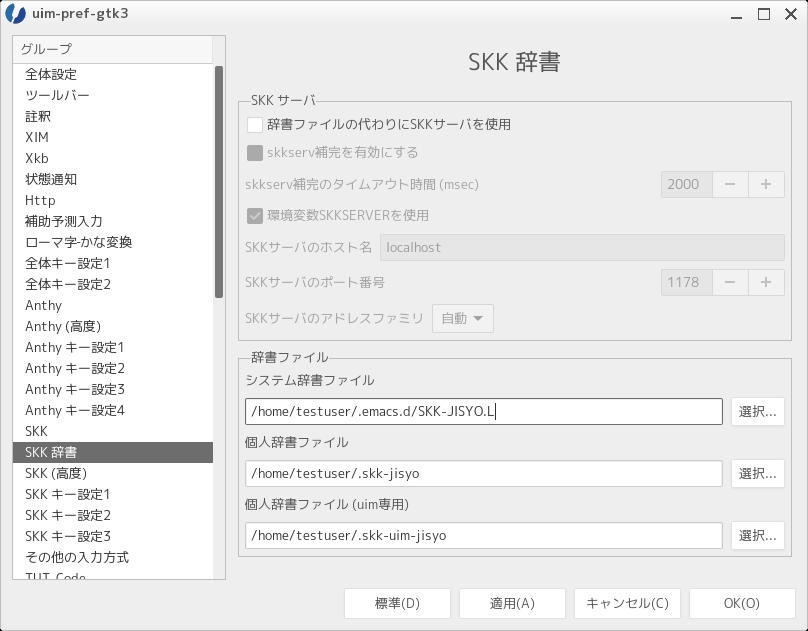 uim-pref-gtk3
グループ
全体設定
ツールバー
註釈
XIM
Xkb
状態通知
Http
補助予測入力
ローマ字-かな変換
全体キー設定1
全体キー設定2
Anthy
Anthy (高度)
Anthy キー設定1
Anthy キー設定2
Anthy キー設定3
Anthy キー設定4
SKK
SKK 辞書
SKK (高度)
SKK キー設定1
SKK キー設定2
SKK キー設定3
その他の入力方式
TUT-Code
SKK 辞書
SKK サーバ
辞書ファイルの代わりにSKKサーバを使用
skkserv補完を有効にする
skkserv補完のタイムアウト時間 (msec) 2000 − +
環境変数SKKSERVERを使用
SKKサーバのホスト名 localhost
SKKサーバのポート番号 1178 − +
SKKサーバのアドレスファミリ 自動
辞書ファイル
システム辞書ファイル
/home/testuser/.emacs.d/SKK-JISYO.L 選択...
個人辞書ファイル
/home/testuser/.skk-jisyo 選択...
個人辞書ファイル (uim専用)
/home/testuser/.skk-uim-jisyo 選択...
標準(D) 適用(A) キャンセル(C) OK(O)